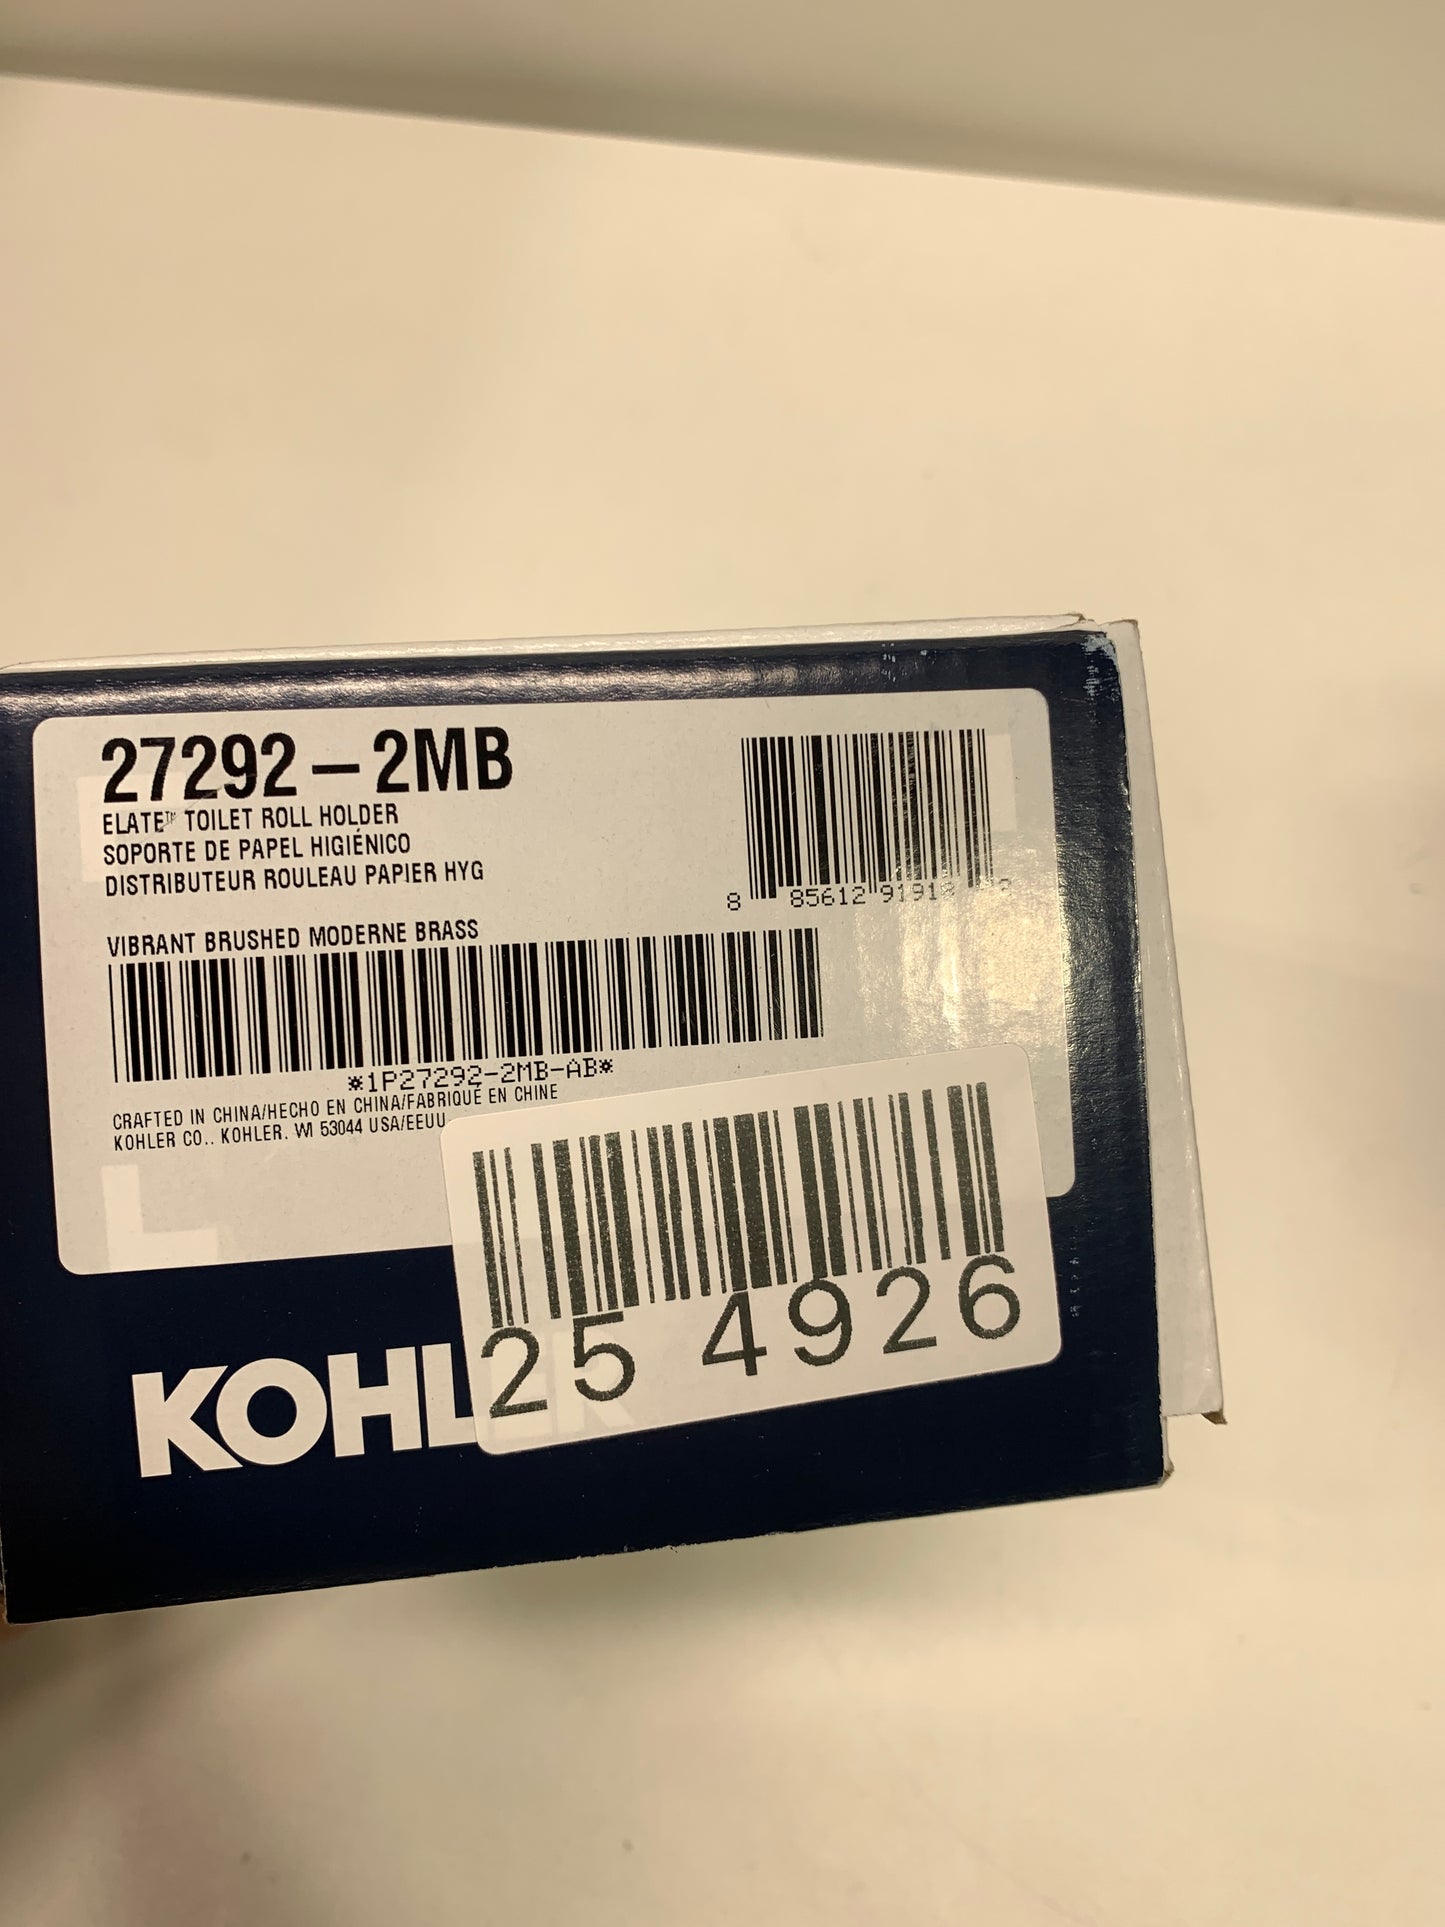 27292-2MB
ELATE™ TOILET ROLL HOLDER
SOPORTE DE PAPEL HIGIÉNICO
DISTRIBUTEUR ROULEAU PAPIER HYG
8 85612 91918 8
VIBRANT BRUSHED MODERNE BRASS
*1P27292-2MB-AB*
CRAFTED IN CHINA/HECHO EN CHINA/FABRIQUÉ EN CHINE
KOHLER CO., KOHLER, WI 53044 USA/EEUU
25 4926
KOHLER